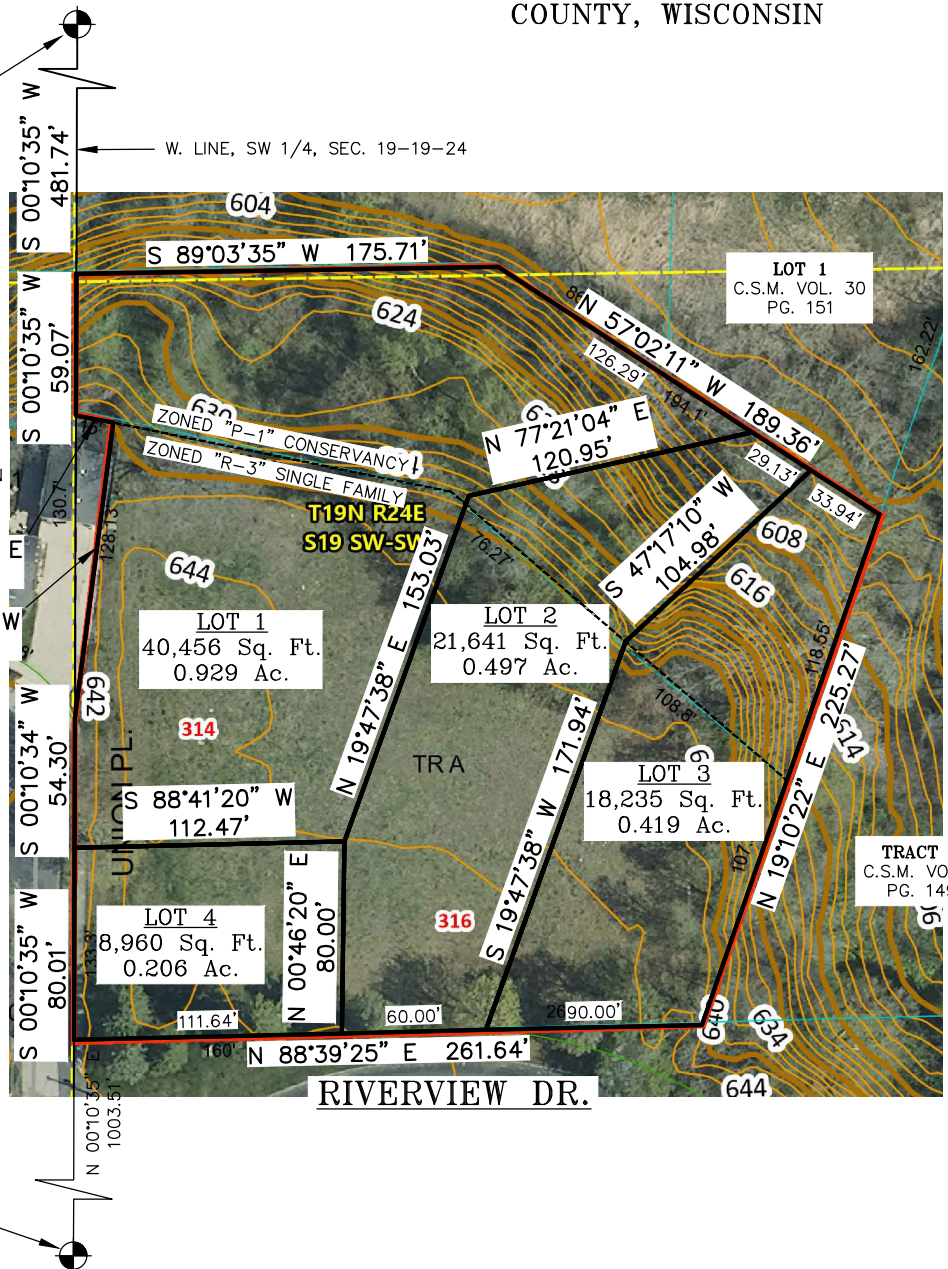 COUNTY, WISCONSIN
S 00°10'35" W
481.74'
W. LINE, SW 1/4, SEC. 19-19-24
604
S 89°03'35" W 175.71'
LOT 1
C.S.M. VOL. 30
PG. 151
S 00°10'35" W
59.07'
624
N 57°02'11" W 189.36'
126.29'
194.1'
162.22'
ZONED "P-1" CONSERVANCY
ZONED "R-3" SINGLE FAMILY
N 77°21'04" E
120.95'
29.13'
33.94'
T19N R24E
S19 SW-SW
130.7'
128.13'
E
W
644
76.27'
S 47°17'10" W
104.98'
608
616
LOT 1
40,456 Sq. Ft.
0.929 Ac.
N 19°47'38" E 153.03'
LOT 2
21,641 Sq. Ft.
0.497 Ac.
118.55'
N 19°10'22" E 225.27'
642
314
108.8'
614
S 00°10'34" W
54.30'
UNION PL.
TR A
S 19°47'38" W 171.94'
LOT 3
18,235 Sq. Ft.
0.419 Ac.
S 88°41'20" W
112.47'
TRACT
C.S.M. VO
PG. 149
S 00°10'35" W
80.01'
LOT 4
8,960 Sq. Ft.
0.206 Ac.
133.3'
N 00°46'20" E
80.00'
316
111.64'
60.00'
90.00'
640
634
160'
N 88°39'25" E 261.64'
644
RIVERVIEW DR.
N 00°10'35" E
1003.51'